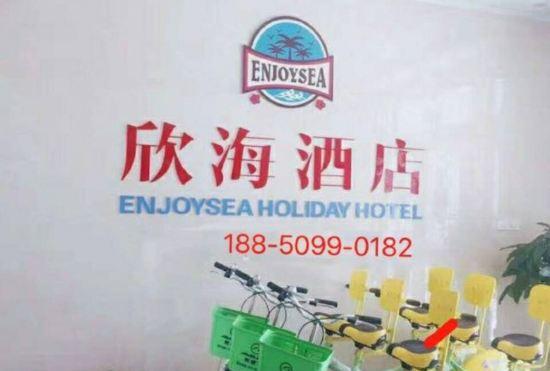 ENJOYSEA
欣海酒店
ENJOYSEA HOLIDAY HOTEL
188-5099-0182